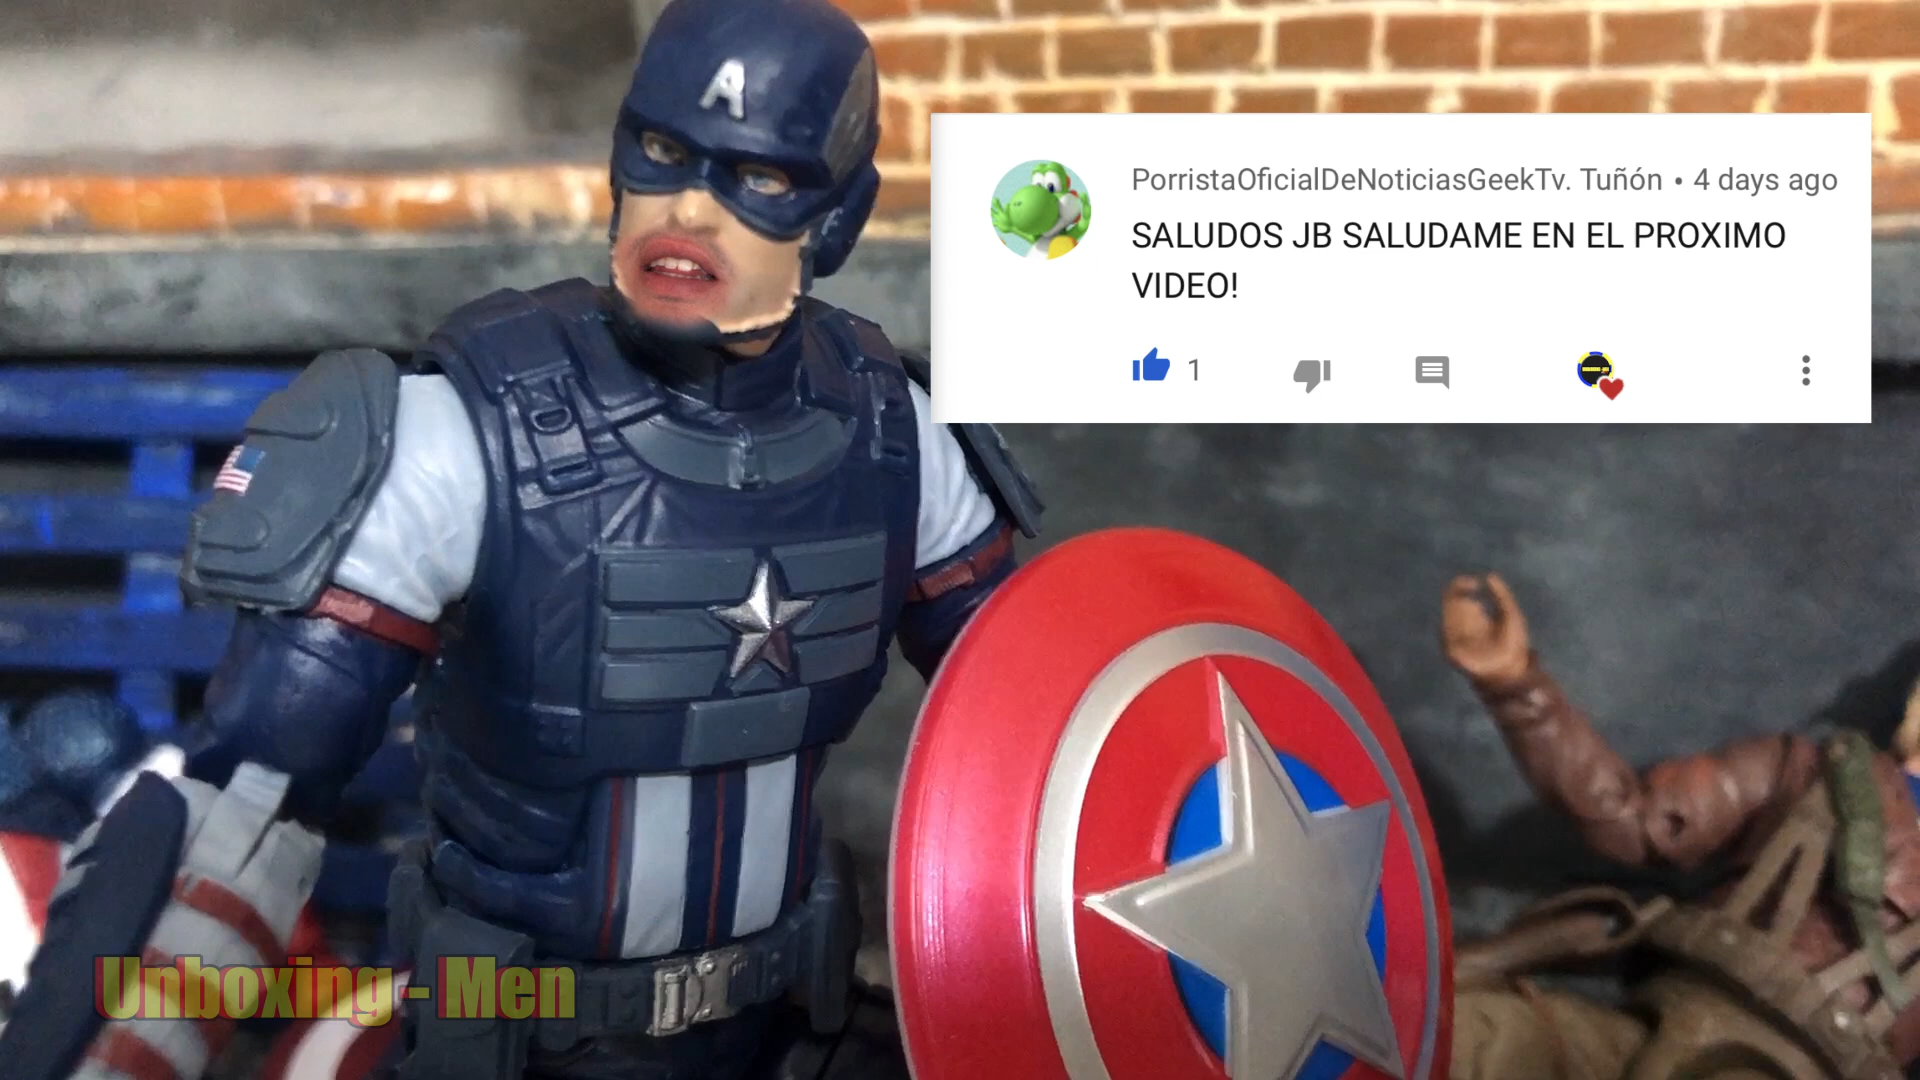 A
PorristaOficialDeNoticiasGeekTv. Tuñón • 4 days ago
SALUDOS JB SALUDAME EN EL PROXIMO
VIDEO!
1
Unboxing - Men